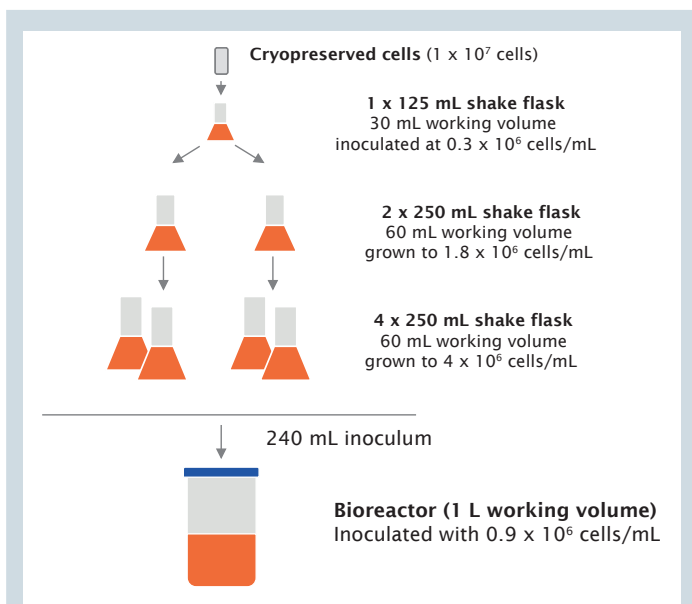 Cryopreserved cells (1 x 10⁷ cells)
1 x 125 mL shake flask
30 mL working volume
inoculated at 0.3 x 10⁶ cells/mL
2 x 250 mL shake flask
60 mL working volume
grown to 1.8 x 10⁶ cells/mL
4 x 250 mL shake flask
60 mL working volume
grown to 4 x 10⁶ cells/mL
240 mL inoculum
Bioreactor (1 L working volume)
Inoculated with 0.9 x 10⁶ cells/mL